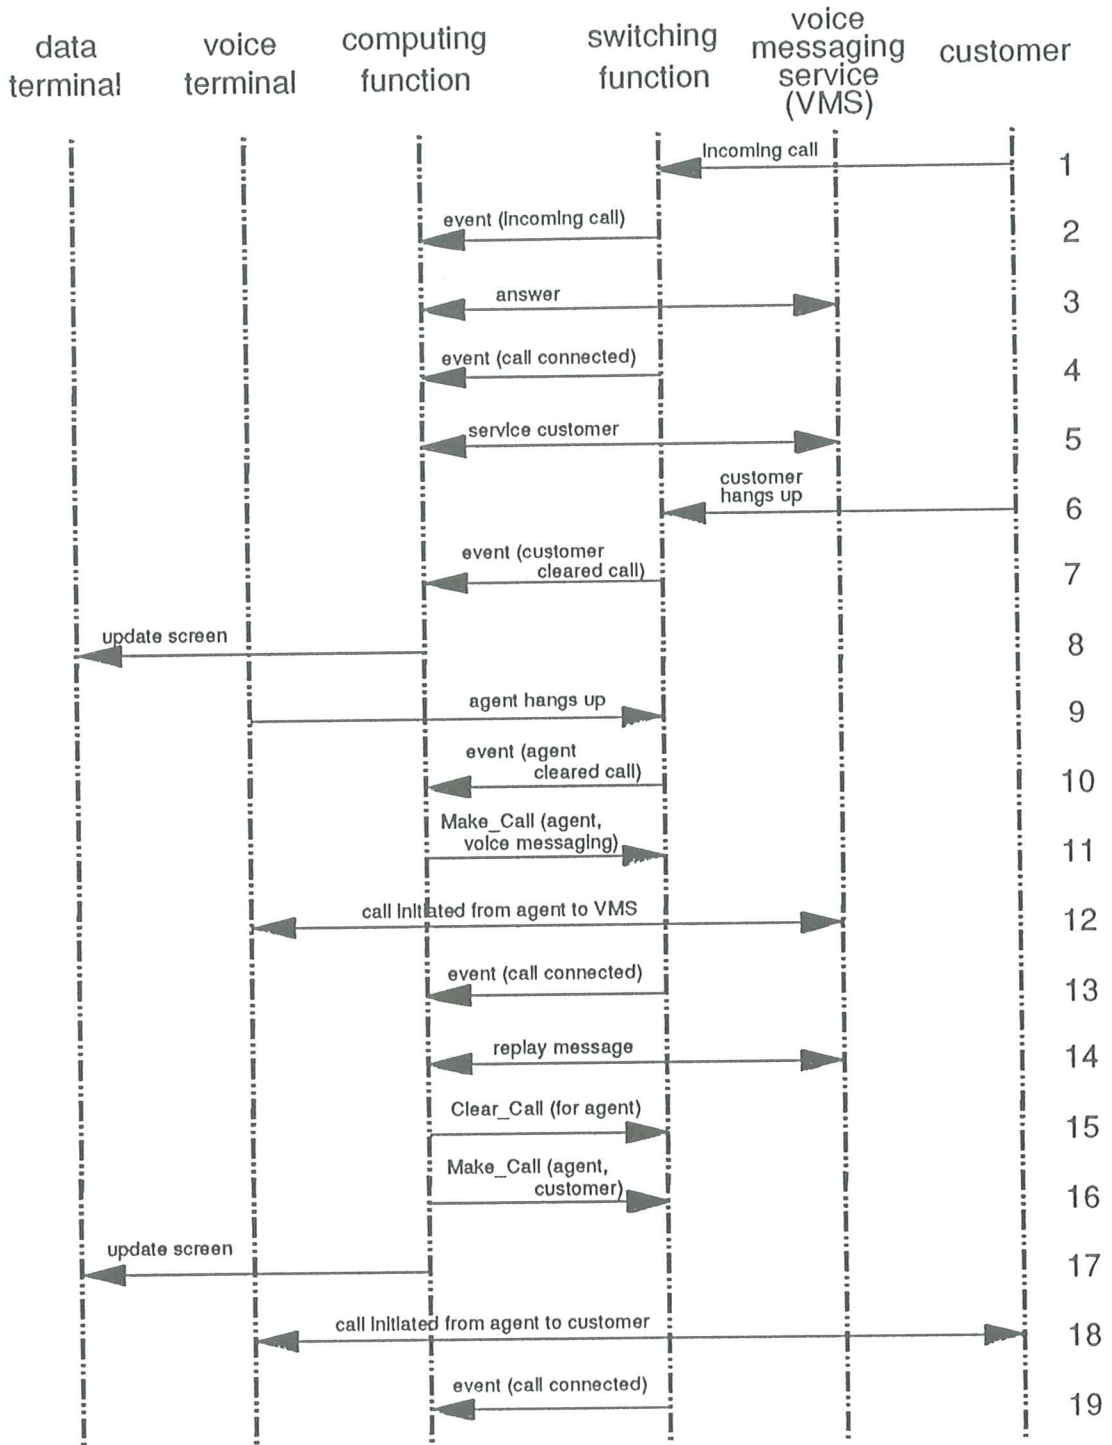 data
terminal
voice
terminal
computing
function
switching
function
voice
messaging
service
(VMS)
customer
incoming call
1
event (incoming call)
2
answer
3
event (call connected)
4
service customer
5
customer
hangs up
6
event (customer
cleared call)
7
update screen
8
agent hangs up
9
event (agent
cleared call)
10
Make_Call (agent,
voice messaging)
11
call initiated from agent to VMS
12
event (call connected)
13
replay message
14
Clear_Call (for agent)
15
Make_Call (agent,
customer)
16
update screen
17
call initiated from agent to customer
18
event (call connected)
19